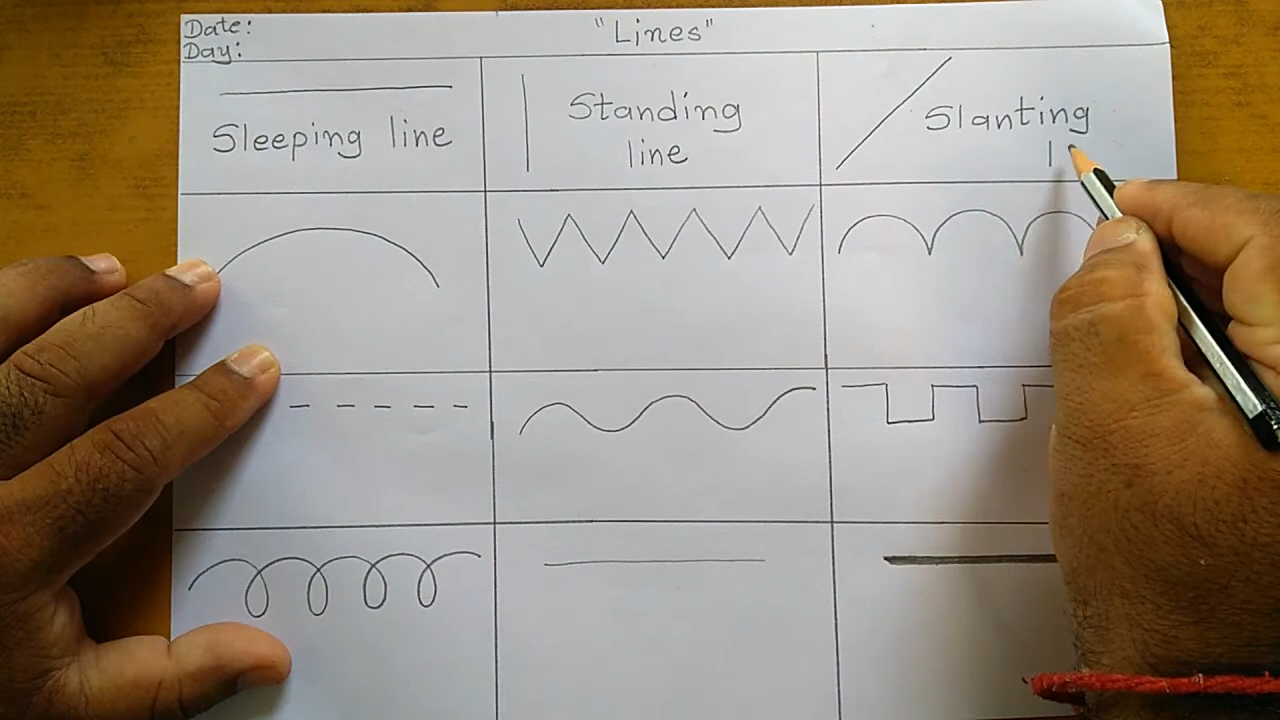 Date:
Day:
"Lines"
Sleeping line
Standing
line
Slanting